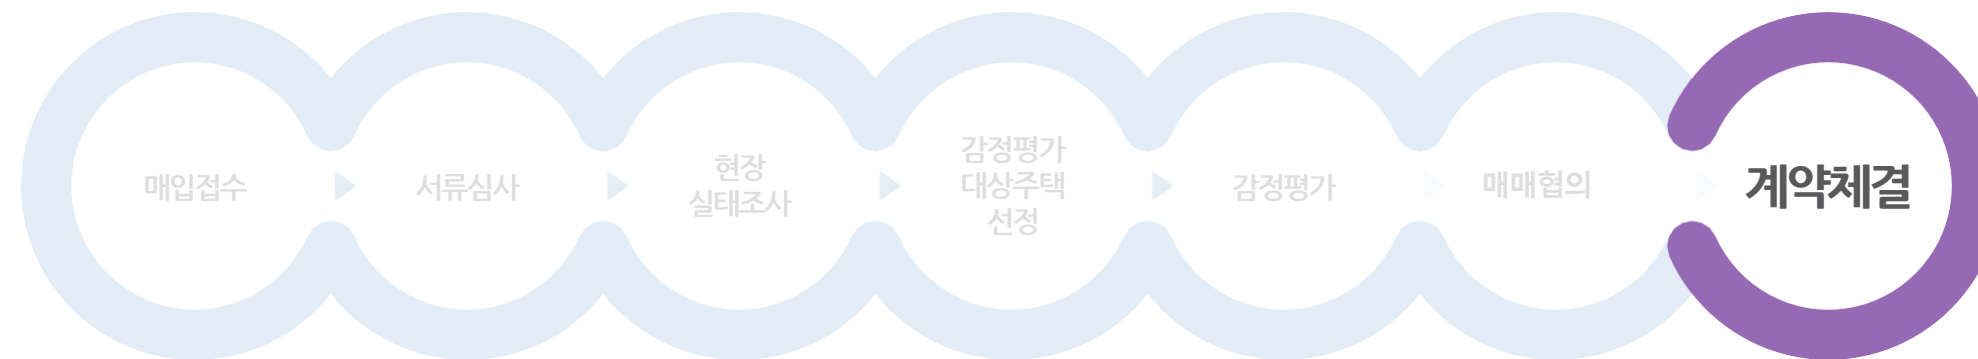 매입접수
서류심사
현장
실태조사
감정평가
대상주택
선정
감정평가
매매협의
계약체결